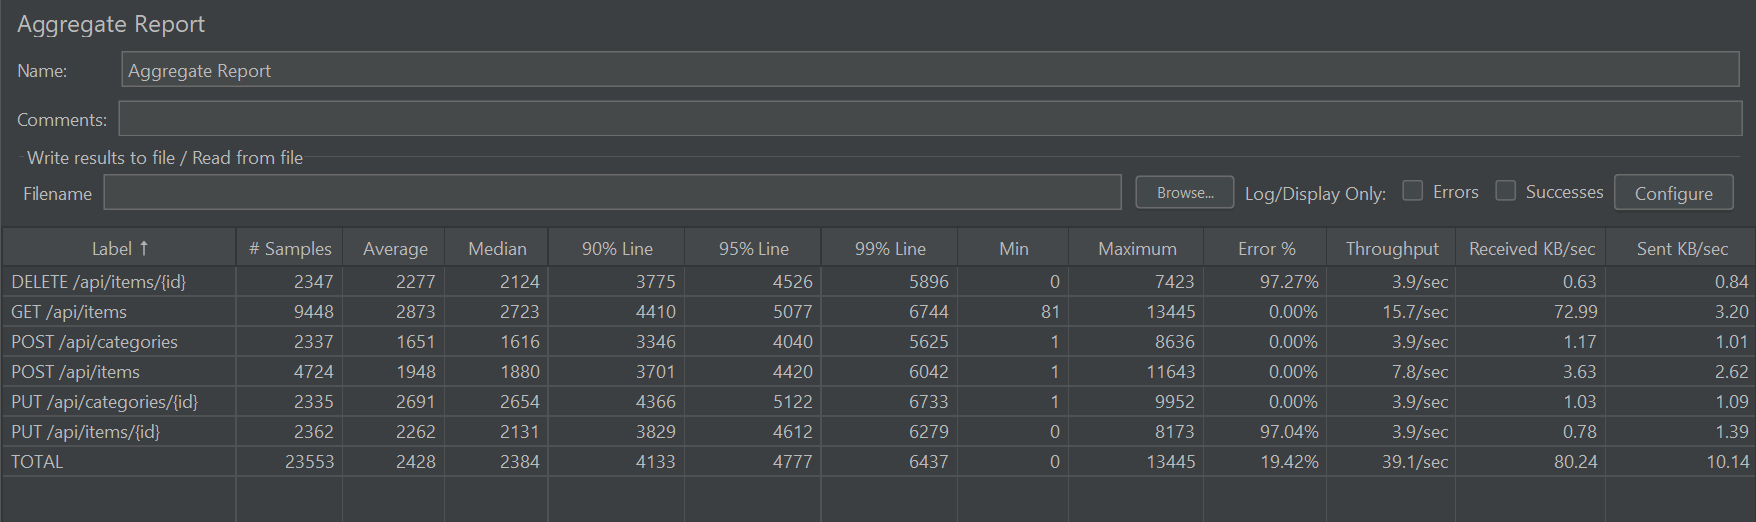 Aggregate Report
Name: Aggregate Report
Comments:
Write results to file / Read from file
Filename Browse... Log/Display Only: Errors Successes Configure
Label ↑ # Samples Average Median 90% Line 95% Line 99% Line Min Maximum Error % Throughput Received KB/sec Sent KB/sec
DELETE /api/items/{id} 2347 2277 2124 3775 4526 5896 0 7423 97.27% 3.9/sec 0.63 0.84
GET /api/items 9448 2873 2723 4410 5077 6744 81 13445 0.00% 15.7/sec 72.99 3.20
POST /api/categories 2337 1651 1616 3346 4040 5625 1 8636 0.00% 3.9/sec 1.17 1.01
POST /api/items 4724 1948 1880 3701 4420 6042 1 11643 0.00% 7.8/sec 3.63 2.62
PUT /api/categories/{id} 2335 2691 2654 4366 5122 6733 1 9952 0.00% 3.9/sec 1.03 1.09
PUT /api/items/{id} 2362 2262 2131 3829 4612 6279 0 8173 97.04% 3.9/sec 0.78 1.39
TOTAL 23553 2428 2384 4133 4777 6437 0 13445 19.42% 39.1/sec 80.24 10.14